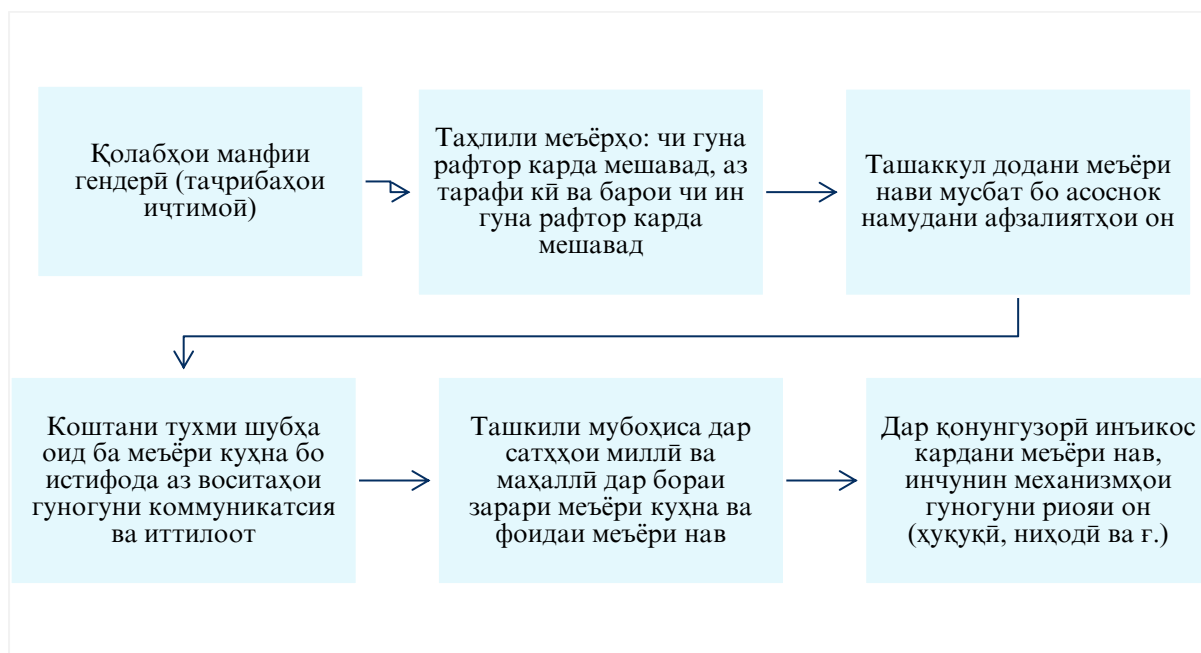 Қолабҳои манфии
гендерӣ (таҷрибаҳои
иҷтимоӣ)
Таҳлили меъёрҳо: чи гуна
рафтор карда мешавад, аз
тарафи кӣ ва барои чи ин
гуна рафтор карда
мешавад
Ташаккул додани меъёри
нави мусбат бо асоснок
намудани афзалиятҳои он
Коштани тухми шубҳа
оид ба меъёри куҳна бо
истифода аз воситаҳои
гуногуни коммуникатсия
ва иттилоот
Ташкили мубоҳиса дар
сатҳҳои миллӣ ва
маҳаллӣ дар бораи
зарари меъёри куҳна ва
фоидаи меъёри нав
Дар қонунгузорӣ инъикос
кардани меъёри нав,
инчунин механизмҳои
гуногуни риояи он
(ҳуқуқӣ, ниҳодӣ ва ғ.)